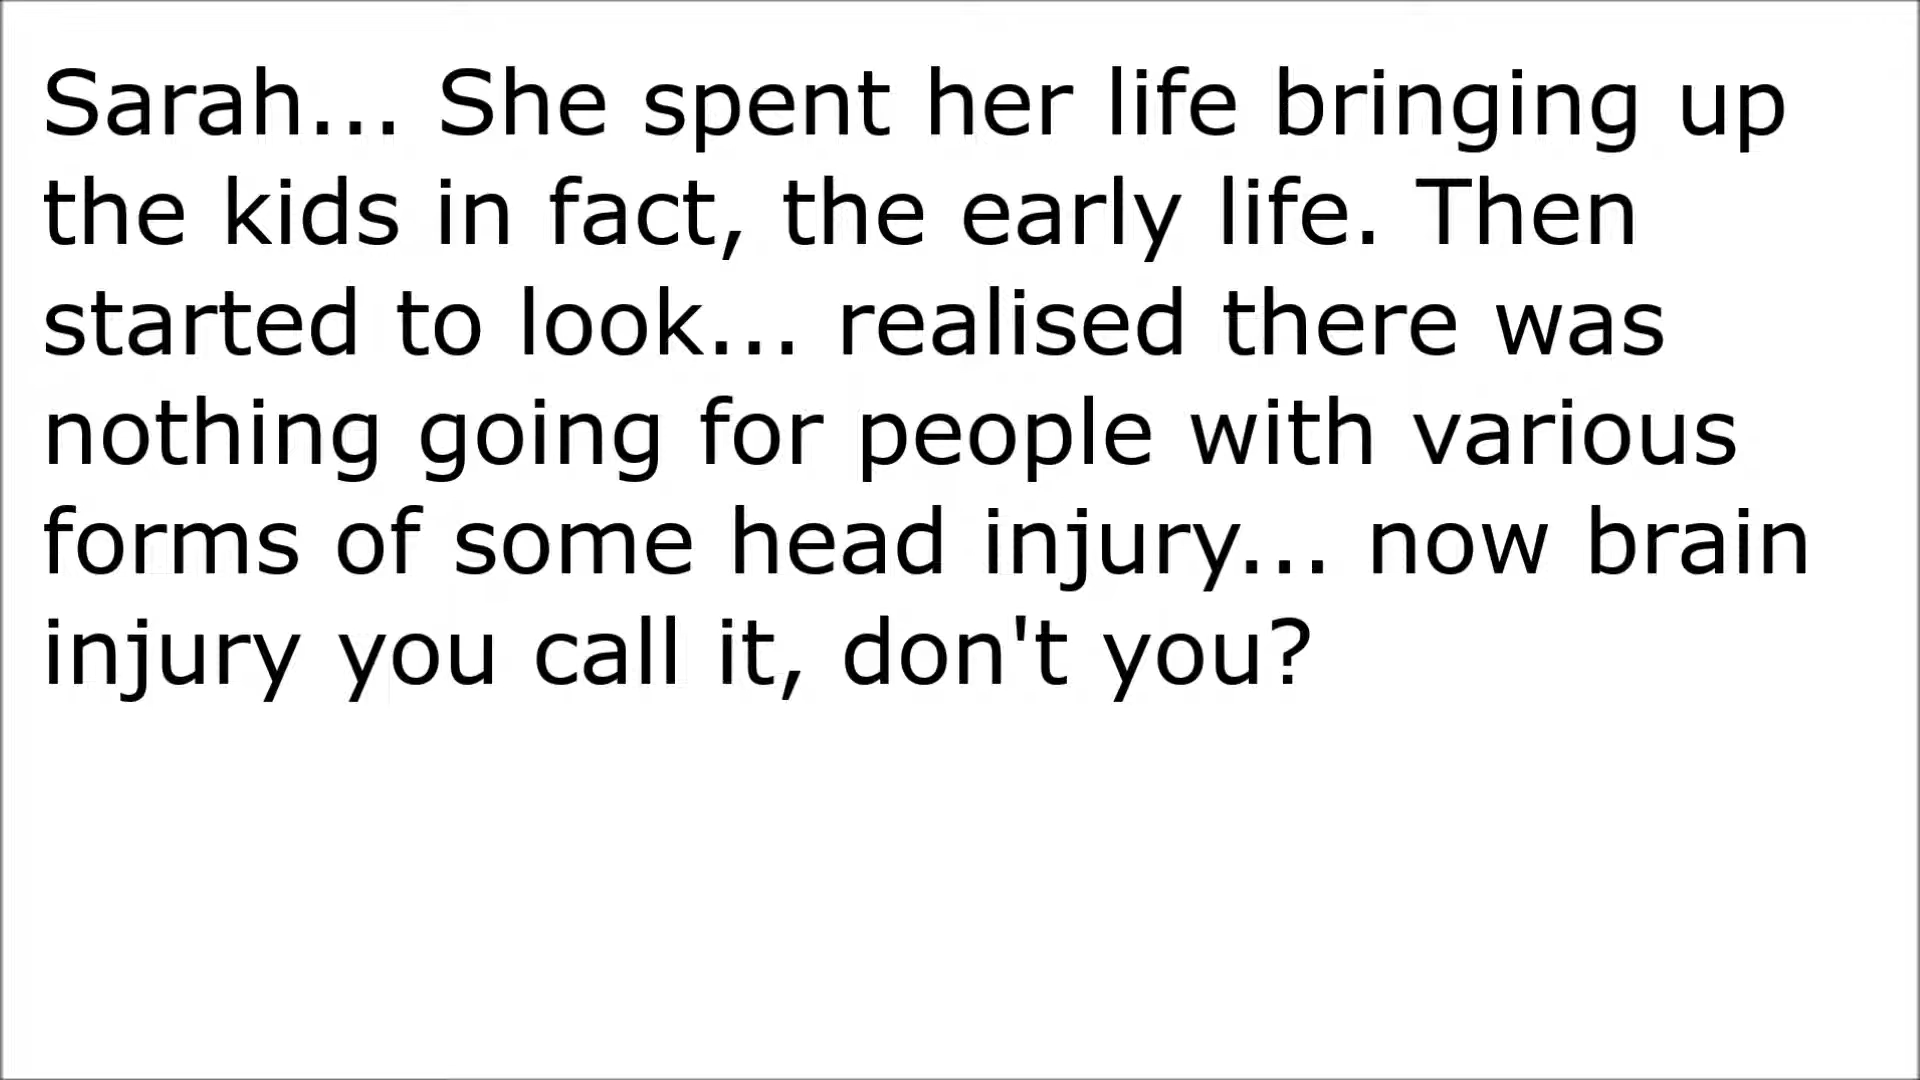 Sarah... She spent her life bringing up
the kids in fact, the early life. Then
started to look... realised there was
nothing going for people with various
forms of some head injury... now brain
injury you call it, don't you?